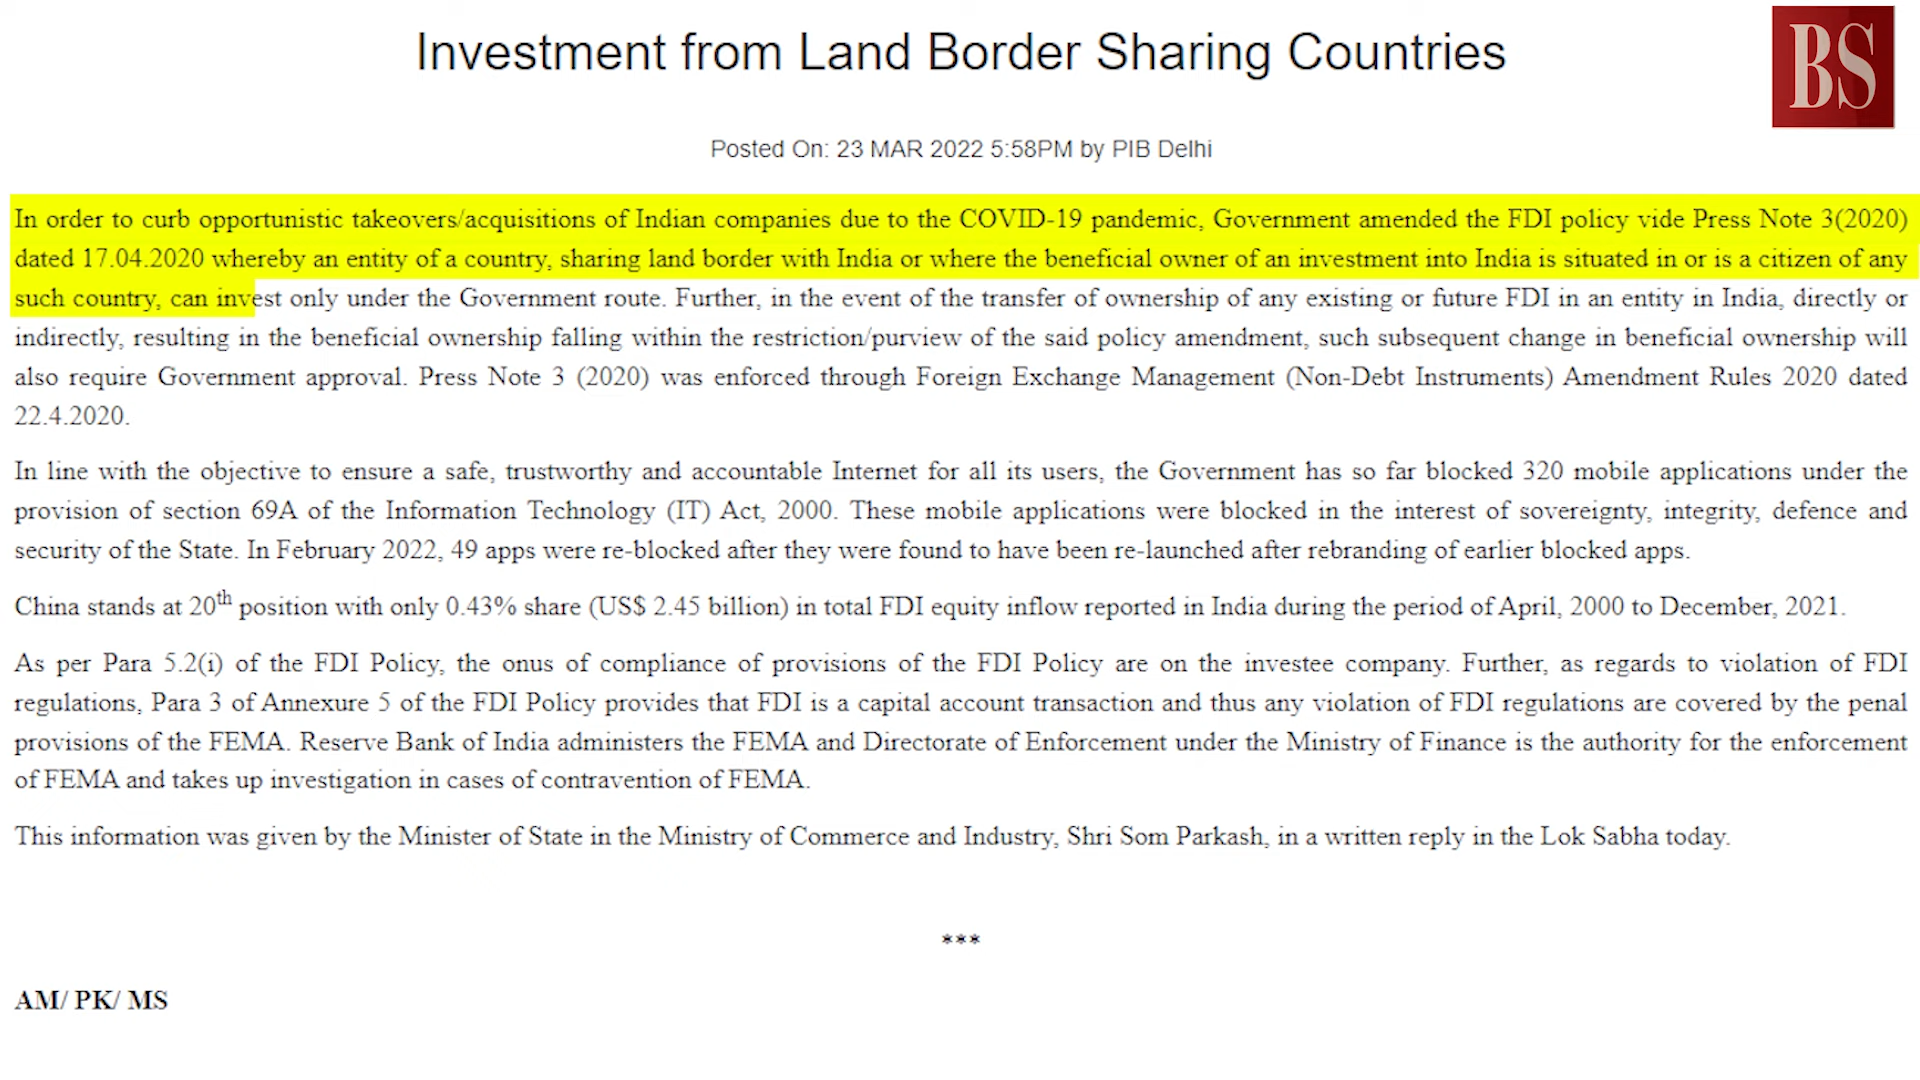 Investment from Land Border Sharing Countries
BS
Posted On: 23 MAR 2022 5:58PM by PIB Delhi
In order to curb opportunistic takeovers/acquisitions of Indian companies due to the COVID-19 pandemic, Government amended the FDI policy vide Press Note 3(2020)
dated 17.04.2020 whereby an entity of a country, sharing land border with India or where the beneficial owner of an investment into India is situated in or is a citizen of any
such country, can invest only under the Government route. Further, in the event of the transfer of ownership of any existing or future FDI in an entity in India, directly or
indirectly, resulting in the beneficial ownership falling within the restriction/purview of the said policy amendment, such subsequent change in beneficial ownership will
also require Government approval. Press Note 3 (2020) was enforced through Foreign Exchange Management (Non-Debt Instruments) Amendment Rules 2020 dated
22.4.2020.
In line with the objective to ensure a safe, trustworthy and accountable Internet for all its users, the Government has so far blocked 320 mobile applications under the
provision of section 69A of the Information Technology (IT) Act, 2000. These mobile applications were blocked in the interest of sovereignty, integrity, defence and
security of the State. In February 2022, 49 apps were re-blocked after they were found to have been re-launched after rebranding of earlier blocked apps.
China stands at 20th position with only 0.43% share (US$ 2.45 billion) in total FDI equity inflow reported in India during the period of April, 2000 to December, 2021.
As per Para 5.2(i) of the FDI Policy, the onus of compliance of provisions of the FDI Policy are on the investee company. Further, as regards to violation of FDI
regulations, Para 3 of Annexure 5 of the FDI Policy provides that FDI is a capital account transaction and thus any violation of FDI regulations are covered by the penal
provisions of the FEMA. Reserve Bank of India administers the FEMA and Directorate of Enforcement under the Ministry of Finance is the authority for the enforcement
of FEMA and takes up investigation in cases of contravention of FEMA.
This information was given by the Minister of State in the Ministry of Commerce and Industry, Shri Som Parkash, in a written reply in the Lok Sabha today.
***
AM/ PK/ MS